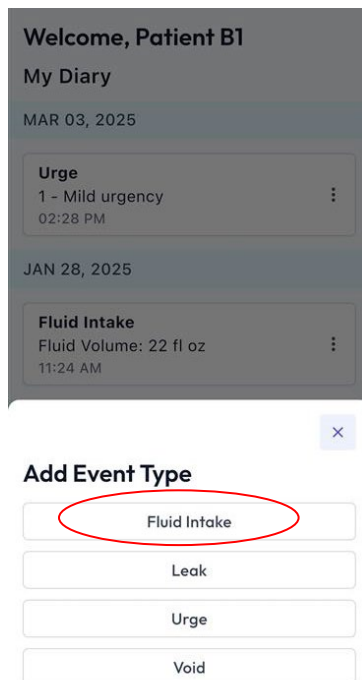 Welcome, Patient B1
My Diary
MAR 03, 2025
Urge
1 - Mild urgency
02:28 PM
JAN 28, 2025
Fluid Intake
Fluid Volume: 22 fl oz
11:24 AM
Add Event Type
Fluid Intake
Leak
Urge
Void